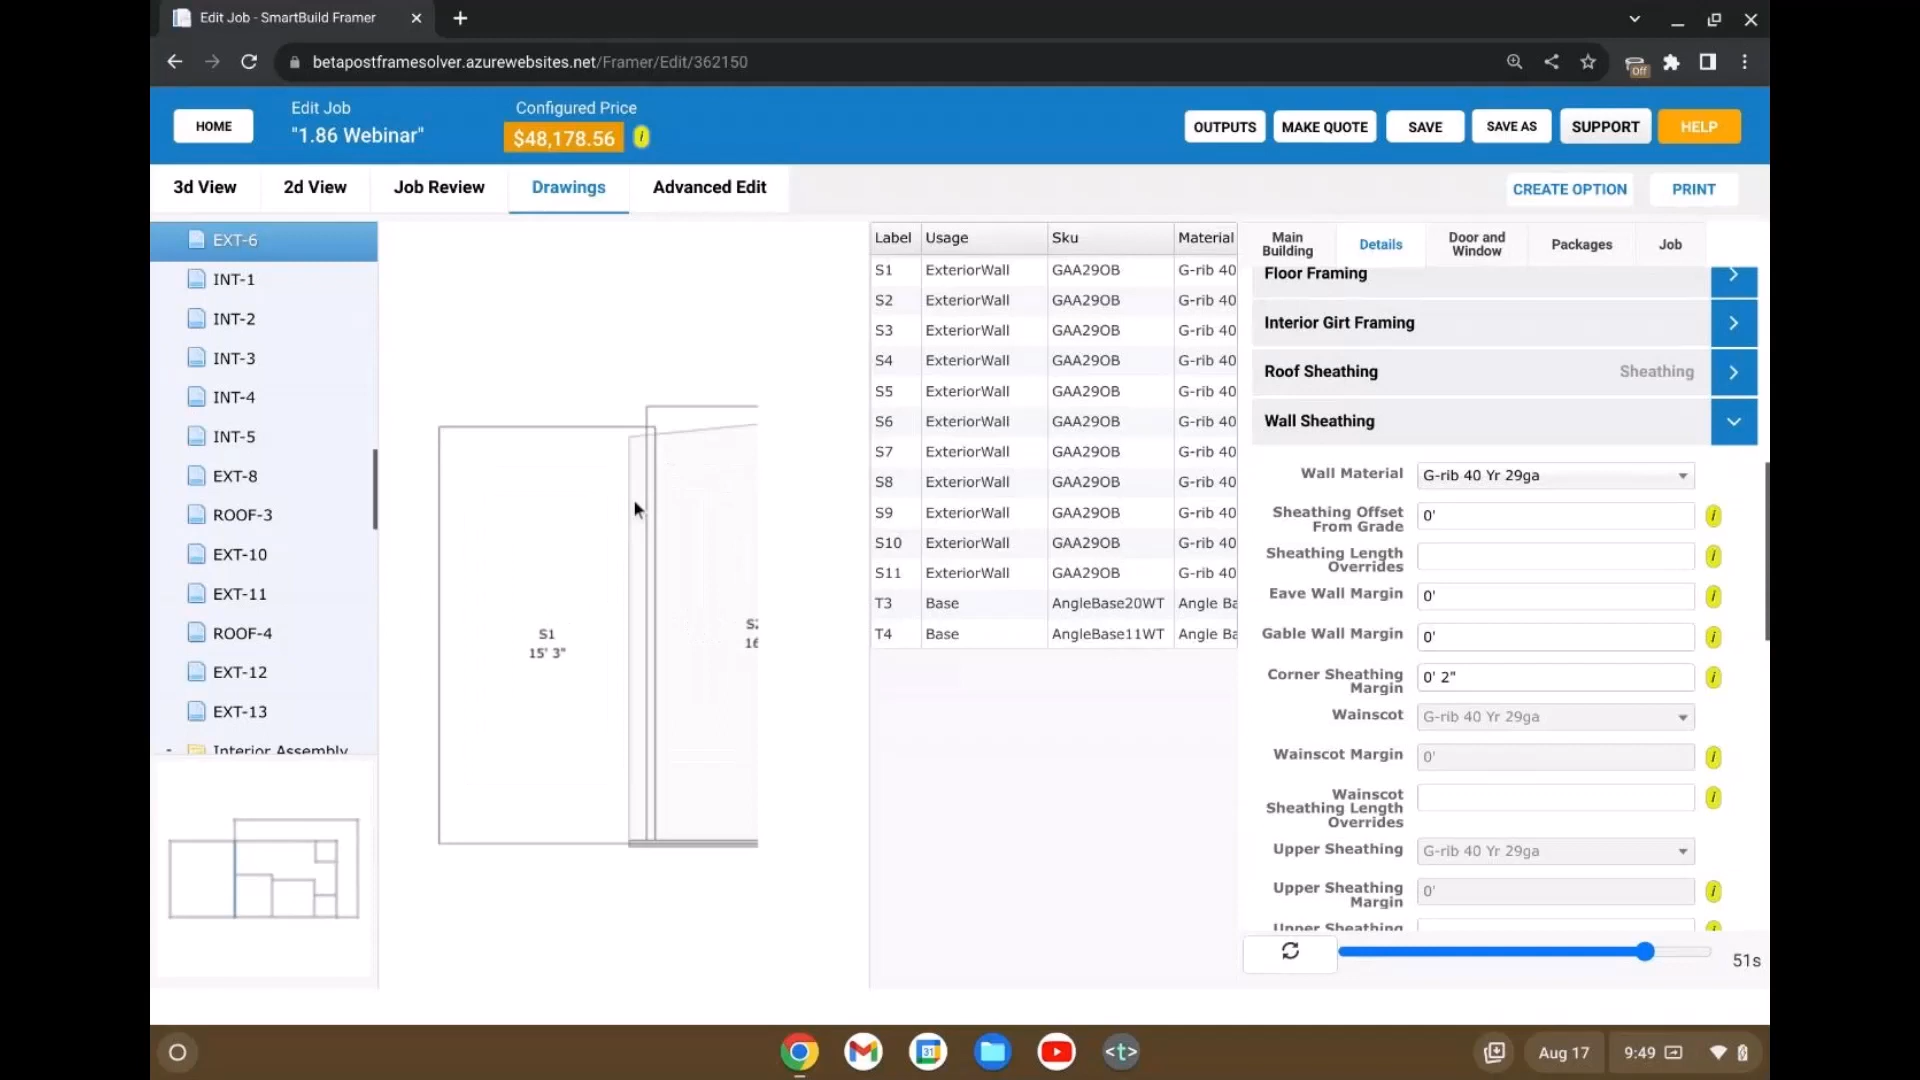 Edit Job - SmartBuild Framer
betapostframesolver.azurewebsites.net/Framer/Edit/362150
Off
HOME
Edit Job
"1.86 Webinar"
Configured Price
$48,178.56
i
OUTPUTS
MAKE QUOTE
SAVE
SAVE AS
SUPPORT
HELP
3d View
2d View
Job Review
Drawings
Advanced Edit
CREATE OPTION
PRINT
EXT-6
INT-1
INT-2
INT-3
INT-4
INT-5
EXT-8
ROOF-3
EXT-10
EXT-11
ROOF-4
EXT-12
EXT-13
Interior Assembly
S1
15' 3"
Label Usage Sku Material
S1 ExteriorWall GAA29OB G-rib 40
S2 ExteriorWall GAA29OB G-rib 40
S3 ExteriorWall GAA29OB G-rib 40
S4 ExteriorWall GAA29OB G-rib 40
S5 ExteriorWall GAA29OB G-rib 40
S6 ExteriorWall GAA29OB G-rib 40
S7 ExteriorWall GAA29OB G-rib 40
S8 ExteriorWall GAA29OB G-rib 40
S9 ExteriorWall GAA29OB G-rib 40
S10 ExteriorWall GAA29OB G-rib 40
S11 ExteriorWall GAA29OB G-rib 40
T3 Base AngleBase20WT Angle Ba
T4 Base AngleBase11WT Angle Ba
Main
Building
Details
Door and
Window
Packages
Job
Floor Framing
Interior Girt Framing
Roof Sheathing Sheathing
Wall Sheathing
Wall Material G-rib 40 Yr 29ga
Sheathing Offset
From Grade 0' i
Sheathing Length
Overrides i
Eave Wall Margin 0' i
Gable Wall Margin 0' i
Corner Sheathing
Margin 0' 2" i
Wainscot G-rib 40 Yr 29ga
Wainscot Margin 0' i
Wainscot
Sheathing Length
Overrides i
Upper Sheathing G-rib 40 Yr 29ga
Upper Sheathing
Margin 0' i
Upper Sheathing
51s
31
<t>
Aug 17
9:49